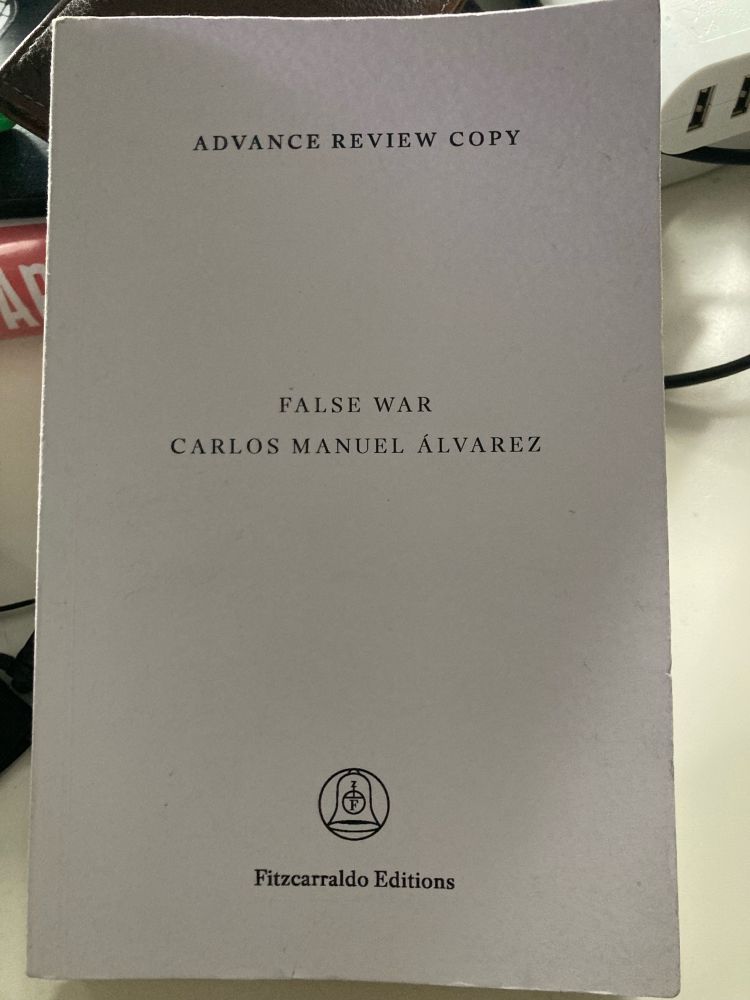 ADVANCE REVIEW COPY
FALSE WAR
CARLOS MANUEL ÁLVAREZ
Z
F
Fitzcarraldo Editions